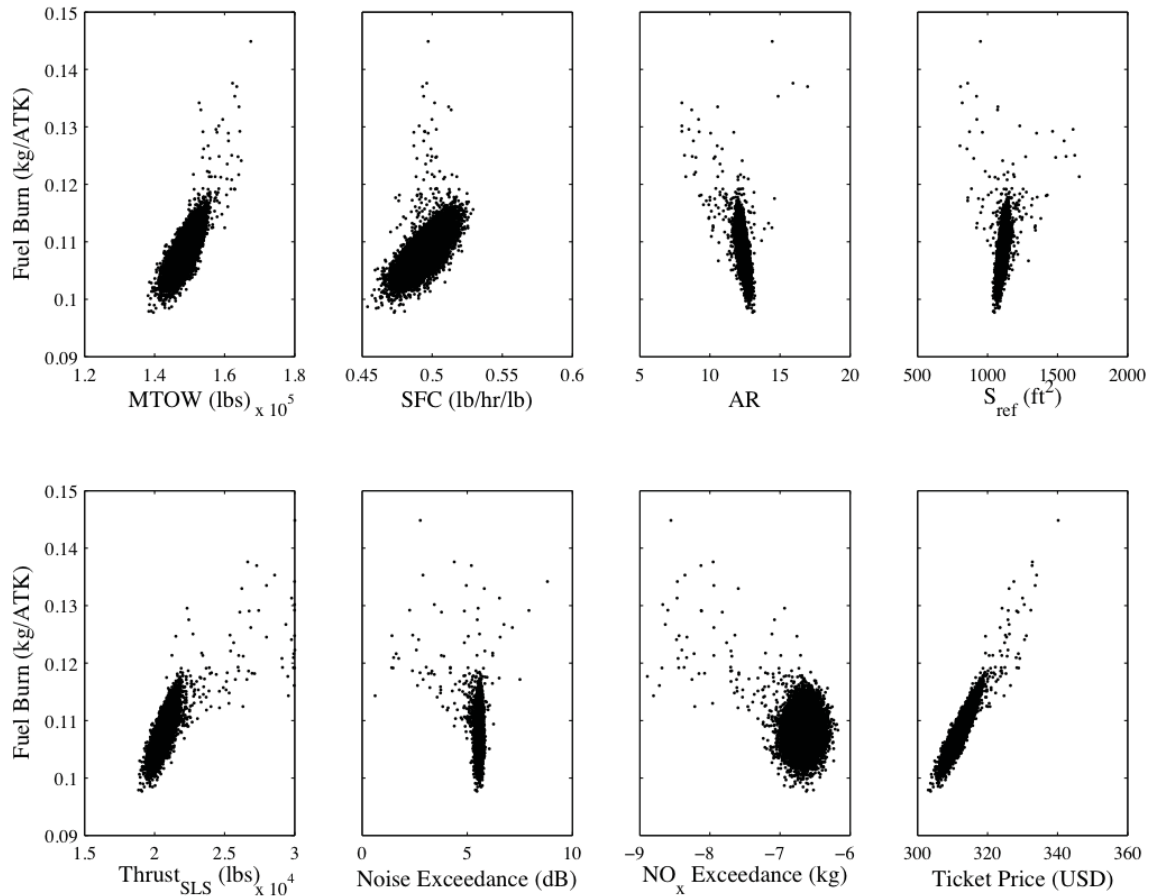 0.15
0.14
0.13
0.12
0.11
0.1
0.09
Fuel Burn (kg/ATK)
1.2 1.4 1.6 1.8
MTOW (lbs) x 10^5
0.45 0.5 0.55 0.6
SFC (lb/hr/lb)
5 10 15 20
AR
500 1000 1500 2000
S_ref (ft^2)
0.15
0.14
0.13
0.12
0.11
0.1
0.09
Fuel Burn (kg/ATK)
1.5 2 2.5 3
Thrust_SLS (lbs) x 10^4
0 5 10
Noise Exceedance (dB)
−9 −8 −7 −6
NO_x Exceedance (kg)
300 320 340 360
Ticket Price (USD)